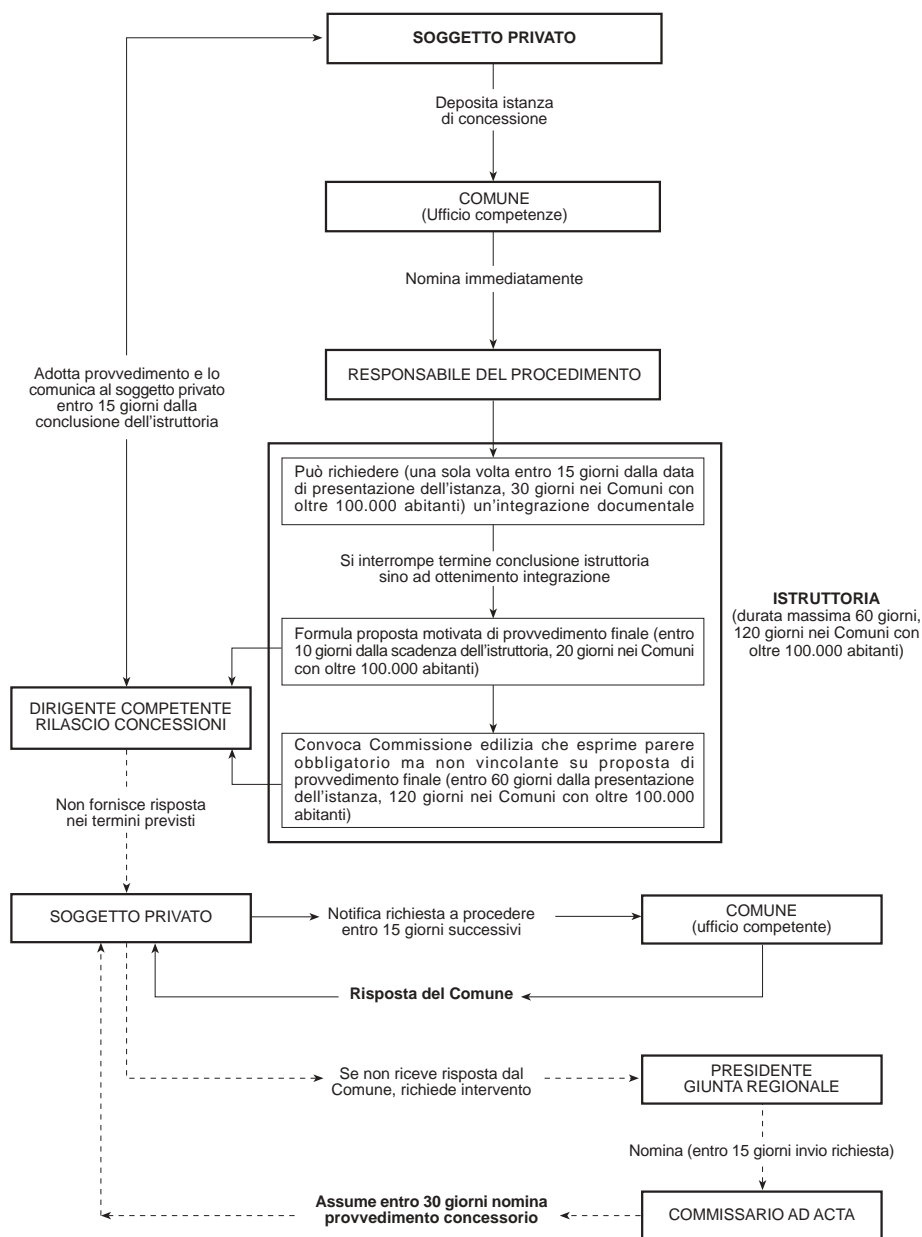 SOGGETTO PRIVATO
Deposita istanza
di concessione
COMUNE
(Ufficio competenze)
Nomina immediatamente
RESPONSABILE DEL PROCEDIMENTO
Adotta provvedimento e lo
comunica al soggetto privato
entro 15 giorni dalla
conclusione dell'istruttoria
Può richiedere (una sola volta entro 15 giorni dalla data
di presentazione dell'istanza, 30 giorni nei Comuni con
oltre 100.000 abitanti) un'integrazione documentale
Si interrompe termine conclusione istruttoria
sino ad ottenimento integrazione
ISTRUTTORIA
(durata massima 60 giorni,
120 giorni nei Comuni con
oltre 100.000 abitanti)
Formula proposta motivata di provvedimento finale (entro
10 giorni dalla scadenza dell'istruttoria, 20 giorni nei Comuni
con oltre 100.000 abitanti)
DIRIGENTE COMPETENTE
RILASCIO CONCESSIONI
Convoca Commissione edilizia che esprime parere
obbligatorio ma non vincolante su proposta di
provvedimento finale (entro 60 giorni dalla presentazione
dell'istanza, 120 giorni nei Comuni con oltre 100.000
abitanti)
Non fornisce risposta
nei termini previsti
SOGGETTO PRIVATO
Notifica richiesta a procedere
entro 15 giorni successivi
COMUNE
(ufficio competente)
Risposta del Comune
Se non riceve risposta dal
Comune, richiede intervento
PRESIDENTE
GIUNTA REGIONALE
Nomina (entro 15 giorni invio richiesta)
Assume entro 30 giorni nomina
provvedimento concessorio
COMMISSARIO AD ACTA